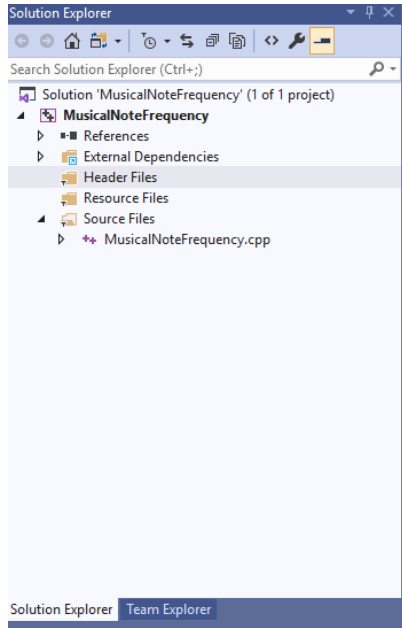 Solution Explorer
Search Solution Explorer (Ctrl+;)
Solution 'MusicalNoteFrequency' (1 of 1 project)
MusicalNoteFrequency
References
External Dependencies
Header Files
Resource Files
Source Files
MusicalNoteFrequency.cpp
Solution Explorer Team Explorer